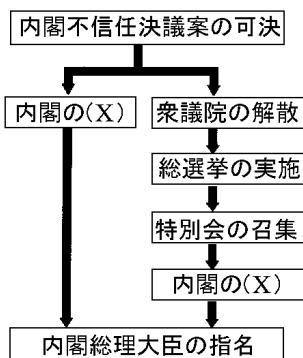 内閣不信任決議案の可決
内閣の(X)
衆議院の解散
総選挙の実施
特別会の召集
内閣の(X)
内閣総理大臣の指名